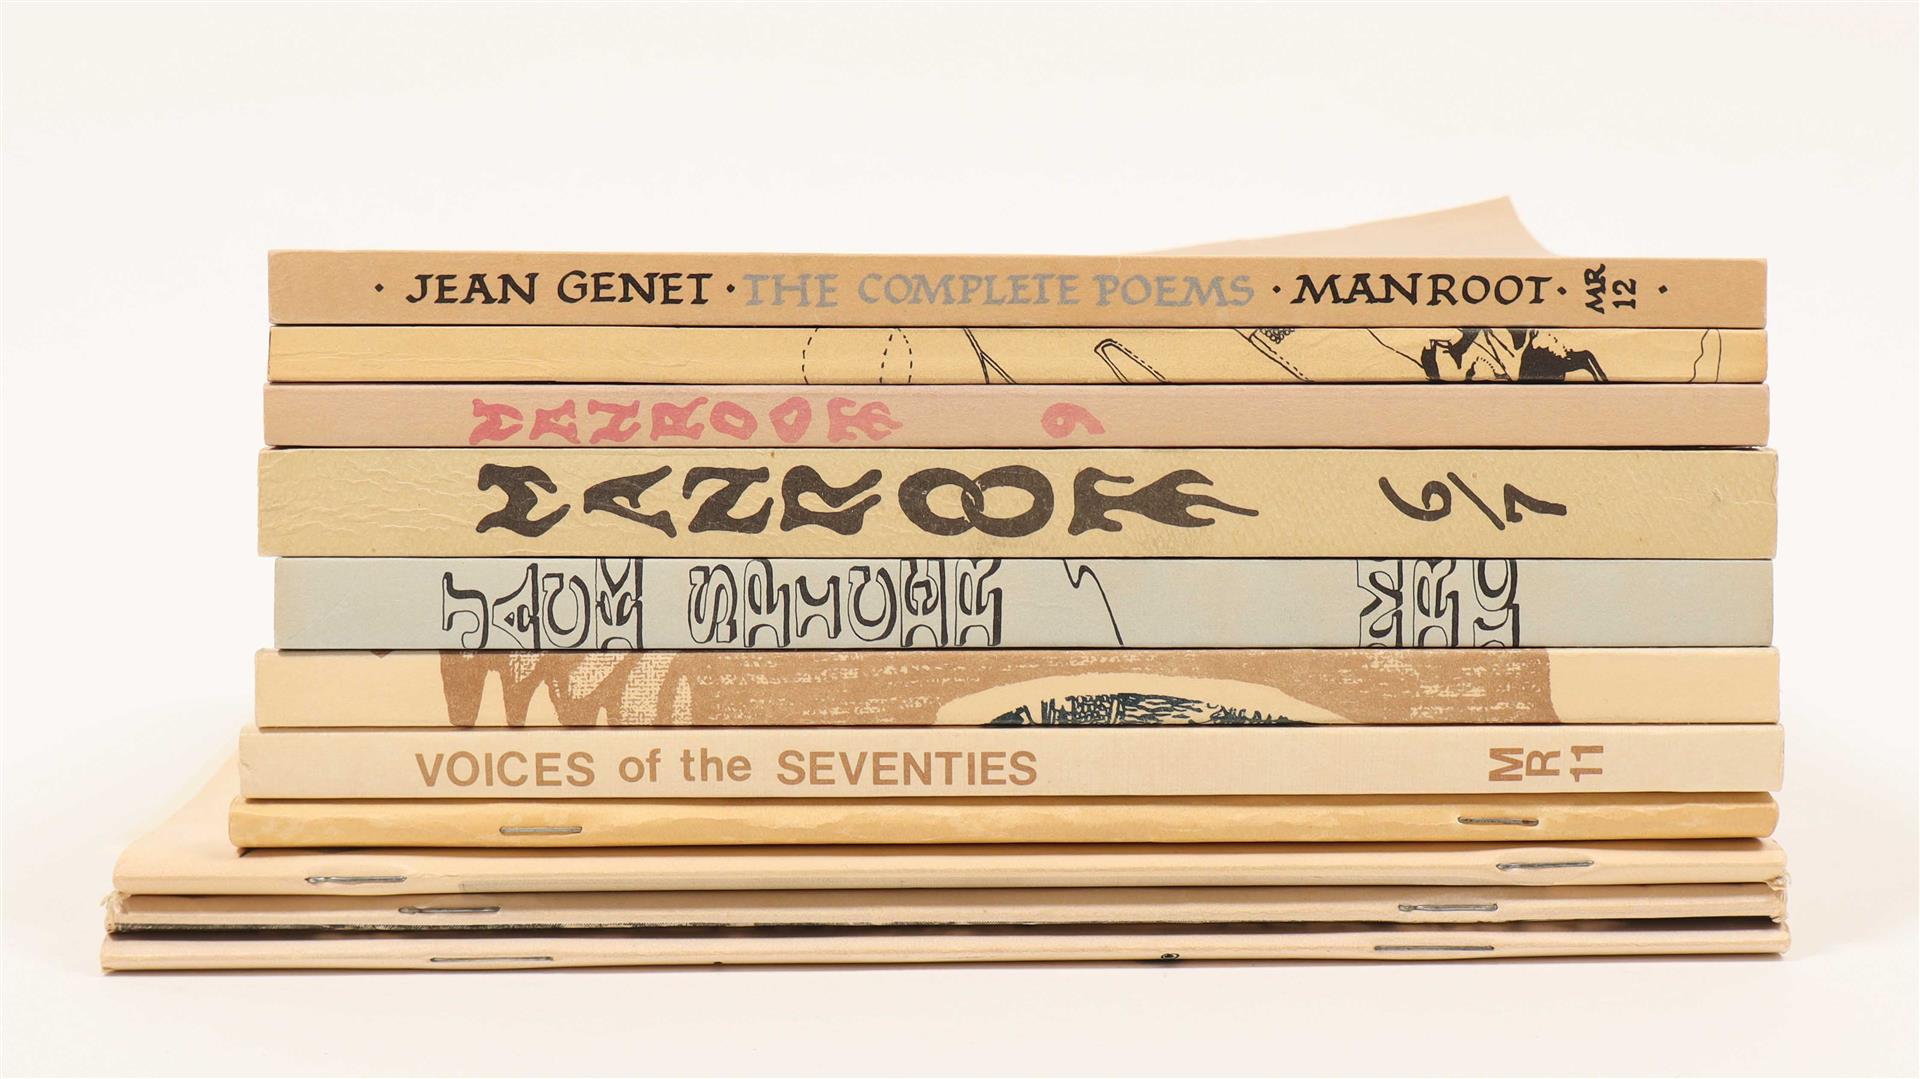 · JEAN GENET · THE COMPLETE POEMS · MANROOT · MR 12 ·
MANROOT 9
MANROOT 6/7
JACK SPICER MR 10
VOICES of the SEVENTIES MR 11